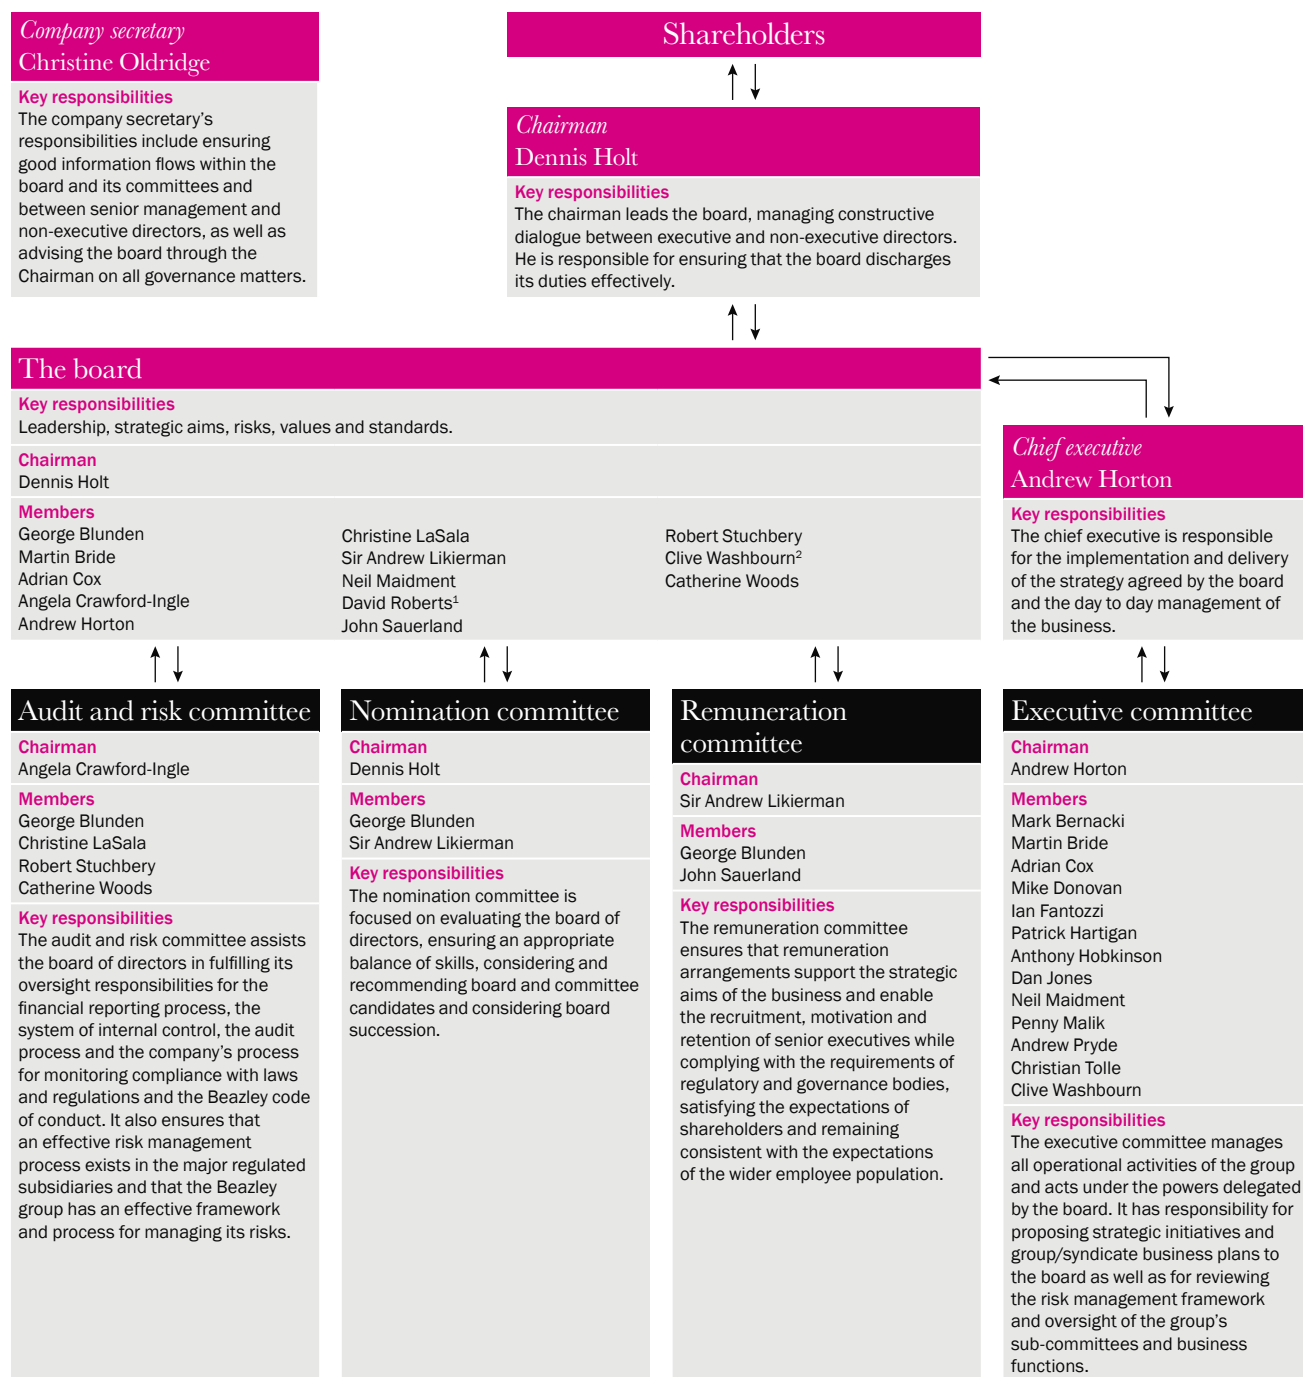 Company secretary
Christine Oldridge
Key responsibilities
The company secretary's
responsibilities include ensuring
good information flows within the
board and its committees and
between senior management and
non-executive directors, as well as
advising the board through the
Chairman on all governance matters.
Shareholders
Chairman
Dennis Holt
Key responsibilities
The chairman leads the board, managing constructive
dialogue between executive and non-executive directors.
He is responsible for ensuring that the board discharges
its duties effectively.
The board
Key responsibilities
Leadership, strategic aims, risks, values and standards.
Chairman
Dennis Holt
Members
George Blunden
Martin Bride
Adrian Cox
Angela Crawford-Ingle
Andrew Horton
Christine LaSala
Sir Andrew Likierman
Neil Maidment
David Roberts¹
John Sauerland
Robert Stuchbery
Clive Washbourn²
Catherine Woods
Chief executive
Andrew Horton
Key responsibilities
The chief executive is responsible
for the implementation and delivery
of the strategy agreed by the board
and the day to day management of
the business.
Audit and risk committee
Chairman
Angela Crawford-Ingle
Members
George Blunden
Christine LaSala
Robert Stuchbery
Catherine Woods
Key responsibilities
The audit and risk committee assists
the board of directors in fulfilling its
oversight responsibilities for the
financial reporting process, the
system of internal control, the audit
process and the company's process
for monitoring compliance with laws
and regulations and the Beazley code
of conduct. It also ensures that
an effective risk management
process exists in the major regulated
subsidiaries and that the Beazley
group has an effective framework
and process for managing its risks.
Nomination committee
Chairman
Dennis Holt
Members
George Blunden
Sir Andrew Likierman
Key responsibilities
The nomination committee is
focused on evaluating the board of
directors, ensuring an appropriate
balance of skills, considering and
recommending board and committee
candidates and considering board
succession.
Remuneration
committee
Chairman
Sir Andrew Likierman
Members
George Blunden
John Sauerland
Key responsibilities
The remuneration committee
ensures that remuneration
arrangements support the strategic
aims of the business and enable
the recruitment, motivation and
retention of senior executives while
complying with the requirements of
regulatory and governance bodies,
satisfying the expectations of
shareholders and remaining
consistent with the expectations
of the wider employee population.
Executive committee
Chairman
Andrew Horton
Members
Mark Bernacki
Martin Bride
Adrian Cox
Mike Donovan
Ian Fantozzi
Patrick Hartigan
Anthony Hobkinson
Dan Jones
Neil Maidment
Penny Malik
Andrew Pryde
Christian Tolle
Clive Washbourn
Key responsibilities
The executive committee manages
all operational activities of the group
and acts under the powers delegated
by the board. It has responsibility for
proposing strategic initiatives and
group/syndicate business plans to
the board as well as for reviewing
the risk management framework
and oversight of the group's
sub-committees and business
functions.